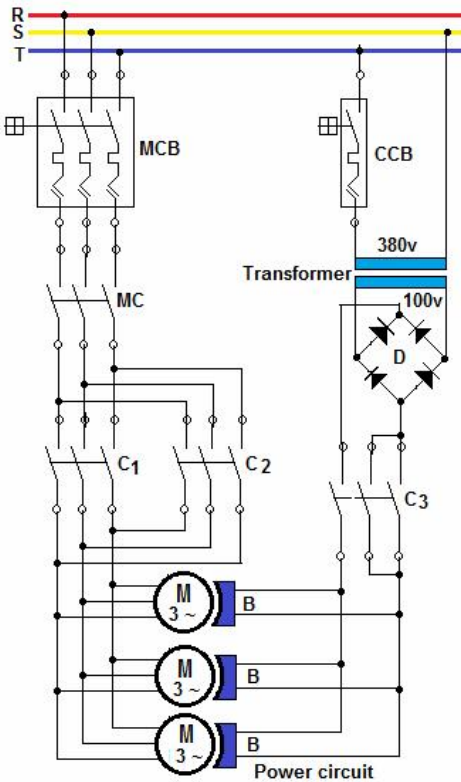 R
S
T
MCB
CCB
380v
Transformer
100v
MC
D
C1
C2
C3
M
3 ~
B
M
3 ~
B
M
3 ~
B
Power circuit